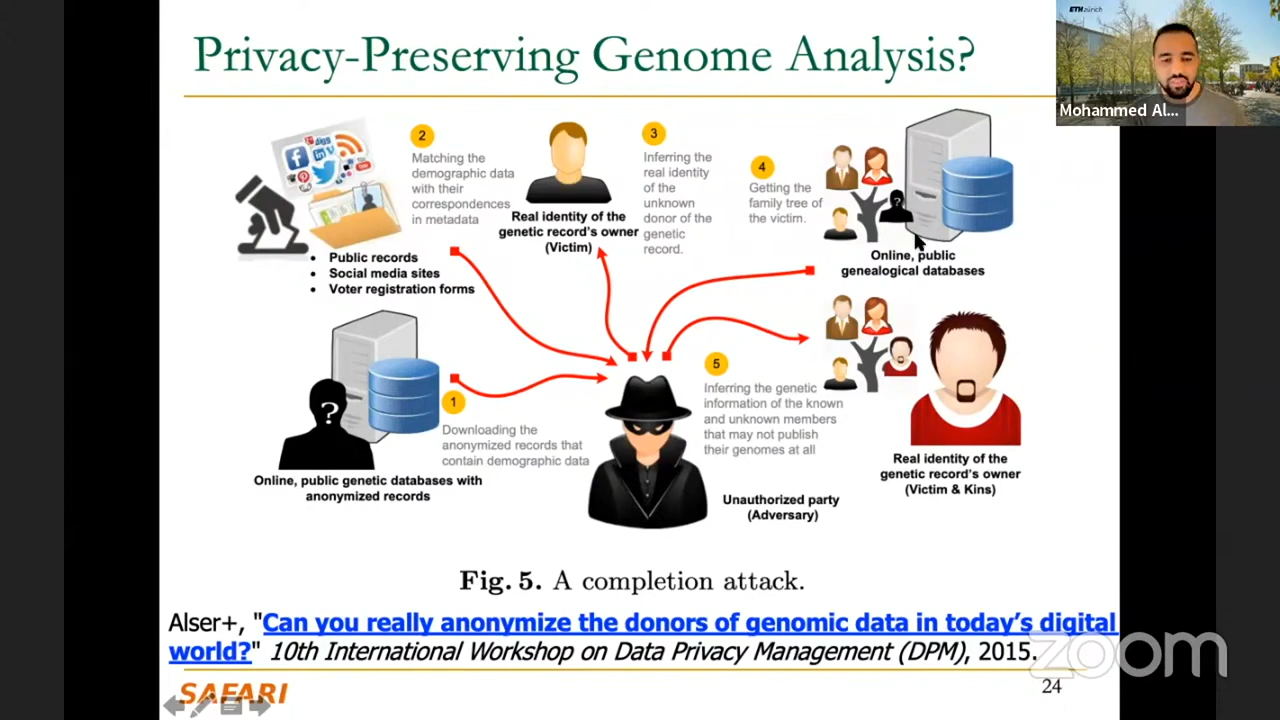 Privacy-Preserving Genome Analysis?
ETH zürich
Mohammed Al...
2
Matching the
demographic data
with their
correspondences
in metadata
Real identity of the
genetic record's owner
(Victim)
3
Inferring the
real identity
of the
unknown
donor of the
genetic
record.
4
Getting the
family tree of
the victim.
?
Online, public
genealogical databases
digg
f
in
• Public records
• Social media sites
• Voter registration forms
?
1
Downloading the
anonymized records that
contain demographic data
Online, public genetic databases with
anonymized records
5
Inferring the genetic
information of the known
and unknown members
that may not publish
their genomes at all
Unauthorized party
(Adversary)
Real identity of the
genetic record's owner
(Victim & Kins)
Fig. 5. A completion attack.
Alser+, "Can you really anonymize the donors of genomic data in today's digital
world?" 10th International Workshop on Data Privacy Management (DPM), 2015.
zoom
SAFARI
24